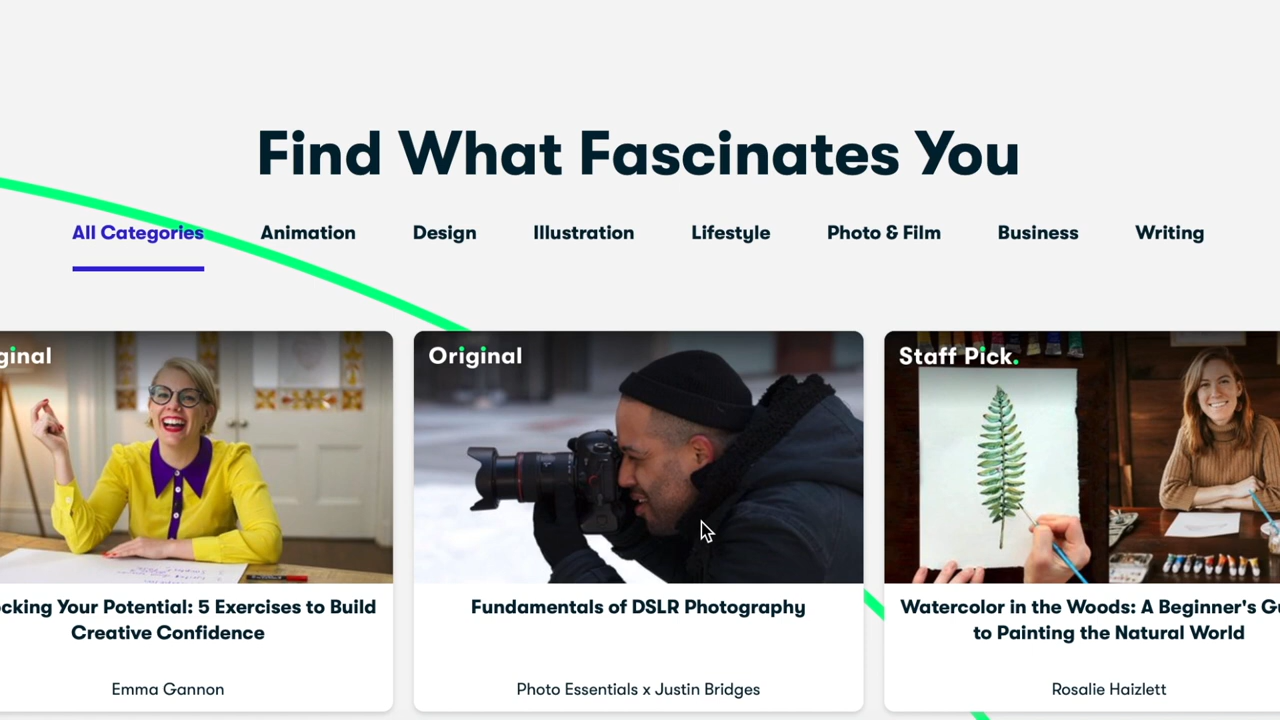 Find What Fascinates You
All Categories Animation Design Illustration Lifestyle Photo & Film Business Writing
ginal
Original
Staff Pick.
cking Your Potential: 5 Exercises to Build
Creative Confidence
Emma Gannon
Fundamentals of DSLR Photography
Photo Essentials x Justin Bridges
Watercolor in the Woods: A Beginner's G
to Painting the Natural World
Rosalie Haizlett